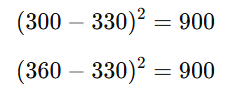 (300 – 330)² = 900
(360 – 330)² = 900